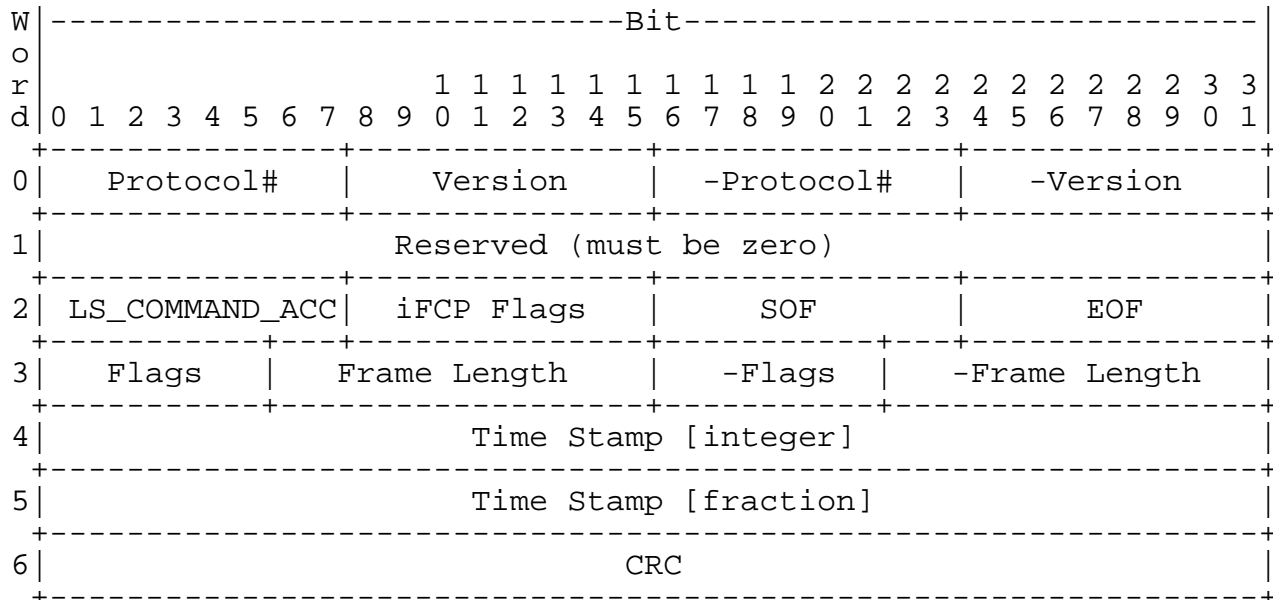 W|------------------------------Bit------------------------------|
o|
r|                    1 1 1 1 1 1 1 1 1 1 2 2 2 2 2 2 2 2 2 2 3 3|
d|0 1 2 3 4 5 6 7 8 9 0 1 2 3 4 5 6 7 8 9 0 1 2 3 4 5 6 7 8 9 0 1|
 +---------------+---------------+---------------+---------------+
0|   Protocol#   |    Version    |  -Protocol#   |   -Version    |
 +---------------+---------------+---------------+---------------+
1|                  Reserved (must be zero)                      |
 +---------------+---------------+---------------+---------------+
2| LS_COMMAND_ACC|  iFCP Flags   |     SOF       |      EOF      |
 +-----------+---+---------------+-----------+---+---------------+
3|   Flags   |   Frame Length    |   -Flags  |   -Frame Length   |
 +-----------+-------------------+-----------+-------------------+
4|                      Time Stamp [integer]                     |
 +---------------------------------------------------------------+
5|                      Time Stamp [fraction]                    |
 +---------------------------------------------------------------+
6|                              CRC                              |
 +---------------------------------------------------------------+